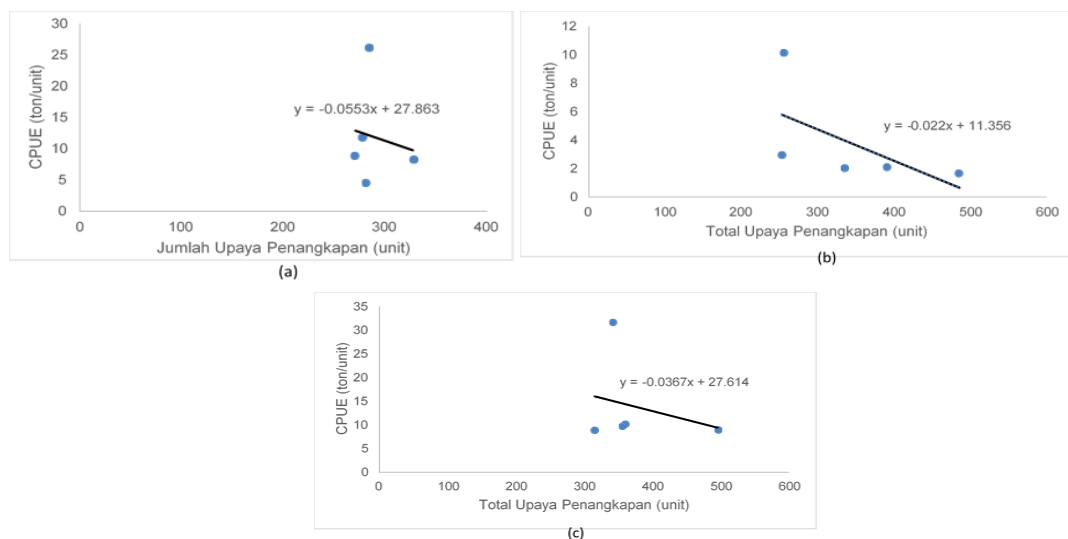 30
25
20
15
10
5
0
CPUE (ton/unit)
y = -0.0553x + 27.863
0 100 200 300 400
Jumlah Upaya Penangkapan (unit)
(a)
12
10
8
6
4
2
0
CPUE (ton/unit)
y = -0.022x + 11.356
0 100 200 300 400 500 600
Total Upaya Penangkapan (unit)
(b)
35
30
25
20
15
10
5
0
CPUE (ton/unit)
y = -0.0367x + 27.614
0 100 200 300 400 500 600
Total Upaya Penangkapan (unit)
(c)